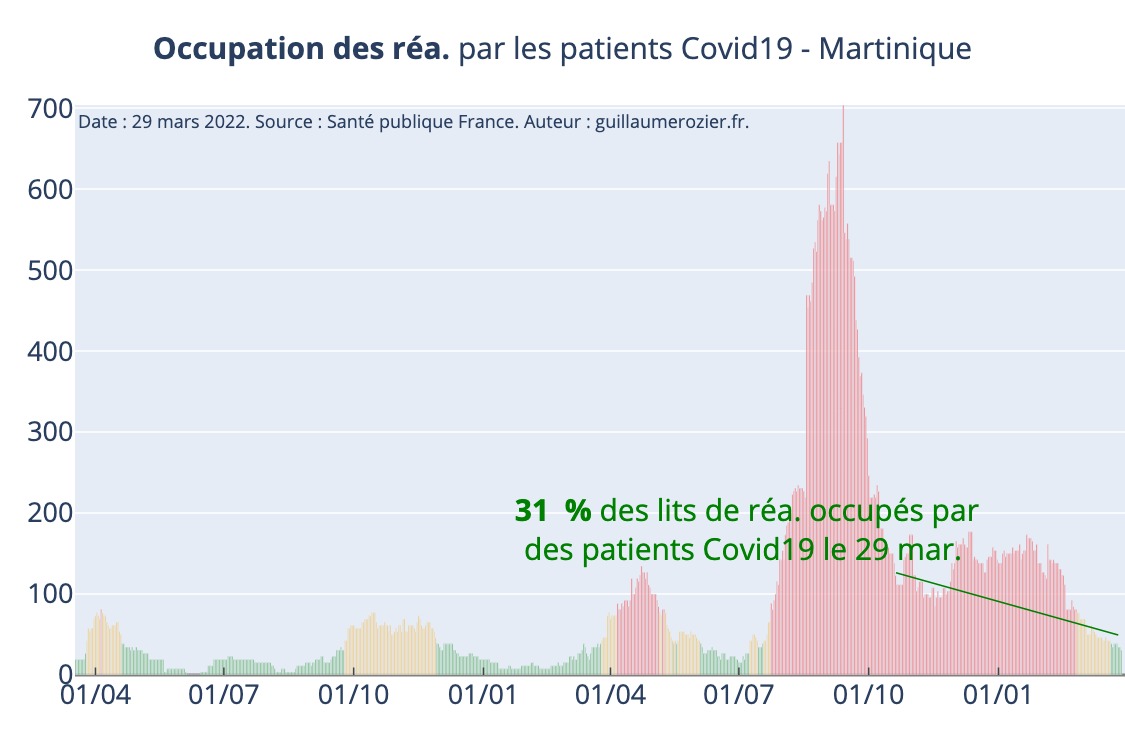 Occupation des réa. par les patients Covid19 - Martinique
700
Date : 29 mars 2022. Source : Santé publique France. Auteur : guillaumerozier.fr.
600
500
400
300
200
31 % des lits de réa. occupés par
des patients Covid19 le 29 mar.
100
0
01/04 01/07 01/10 01/01 01/04 01/07 01/10 01/01